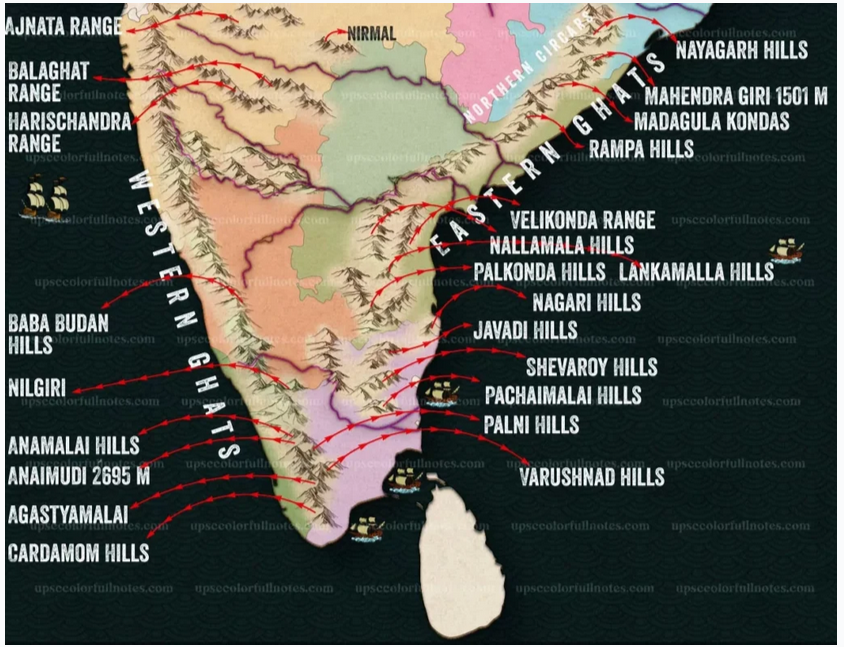 AJNATA RANGE
NIRMAL
BALAGHAT
RANGE
HARISCHANDRA
RANGE
NORTHERN CIRCARS
NAYAGARH HILLS
MAHENDRA GIRI 1501 M
MADAGULA KONDAS
RAMPA HILLS
EASTERN GHATS
WESTERN GHATS
VELIKONDA RANGE
NALLAMALA HILLS
PALKONDA HILLS LANKAMALLA HILLS
NAGARI HILLS
JAVADI HILLS
SHEVAROY HILLS
PACHAIMALAI HILLS
PALNI HILLS
VARUSHNAD HILLS
BABA BUDAN
HILLS
NILGIRI
ANAMALAI HILLS
ANAIMUDI 2695 M
AGASTYAMALAI
CARDAMOM HILLS
upsccolorfullnotes.com